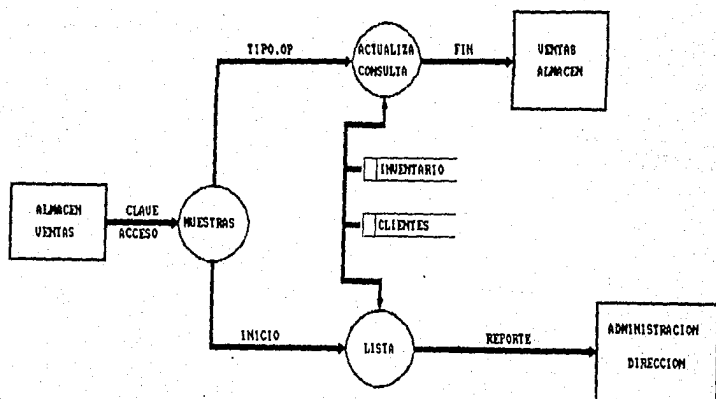 TIPO.OP
ACTUALIZA
CONSULTA
FIN
VENTAS
ALMACEN
INVENTARIO
ALMACEN
VENTAS
CLAVE
ACCESO
MUESTRAS
CLIENTES
INICIO
LISTA
REPORTE
ADMINISTRACION
DIRECCION